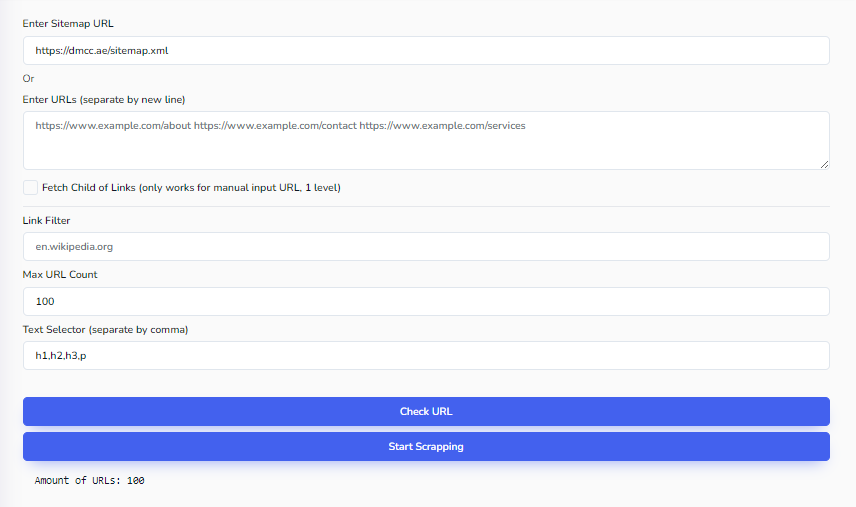 Enter Sitemap URL
https://dmcc.ae/sitemap.xml
Or
Enter URLs (separate by new line)
https://www.example.com/about https://www.example.com/contact https://www.example.com/services
Fetch Child of Links (only works for manual input URL, 1 level)
Link Filter
en.wikipedia.org
Max URL Count
100
Text Selector (separate by comma)
h1,h2,h3,p
Check URL
Start Scrapping
Amount of URLs: 100